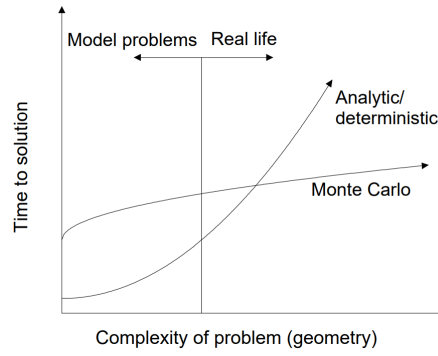 Model problems
Real life
Analytic/
deterministic
Monte Carlo
Time to solution
Complexity of problem (geometry)